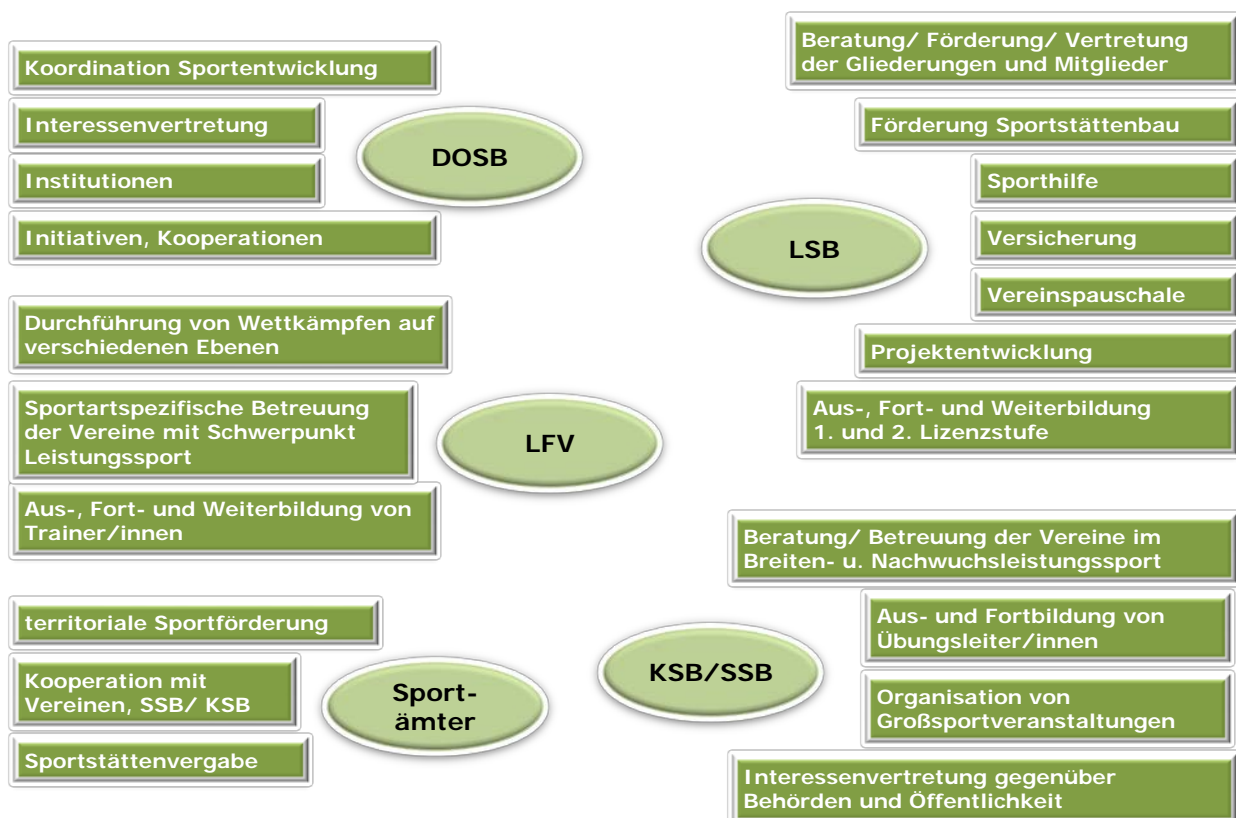 Koordination Sportentwicklung
Interessenvertretung
Institutionen
Initiativen, Kooperationen
DOSB
Beratung/ Förderung/ Vertretung
der Gliederungen und Mitglieder
Förderung Sportstättenbau
Sporthilfe
Versicherung
Vereinspauschale
Projektentwicklung
Aus-, Fort- und Weiterbildung
1. und 2. Lizenzstufe
LSB
Durchführung von Wettkämpfen auf
verschiedenen Ebenen
Sportartspezifische Betreuung
der Vereine mit Schwerpunkt
Leistungssport
Aus-, Fort- und Weiterbildung von
Trainer/innen
LFV
Beratung/ Betreuung der Vereine im
Breiten- u. Nachwuchsleistungssport
Aus- und Fortbildung von
Übungsleiter/innen
Organisation von
Großsportveranstaltungen
Interessenvertretung gegenüber
Behörden und Öffentlichkeit
KSB/SSB
territoriale Sportförderung
Kooperation mit
Vereinen, SSB/ KSB
Sportstättenvergabe
Sport-
ämter